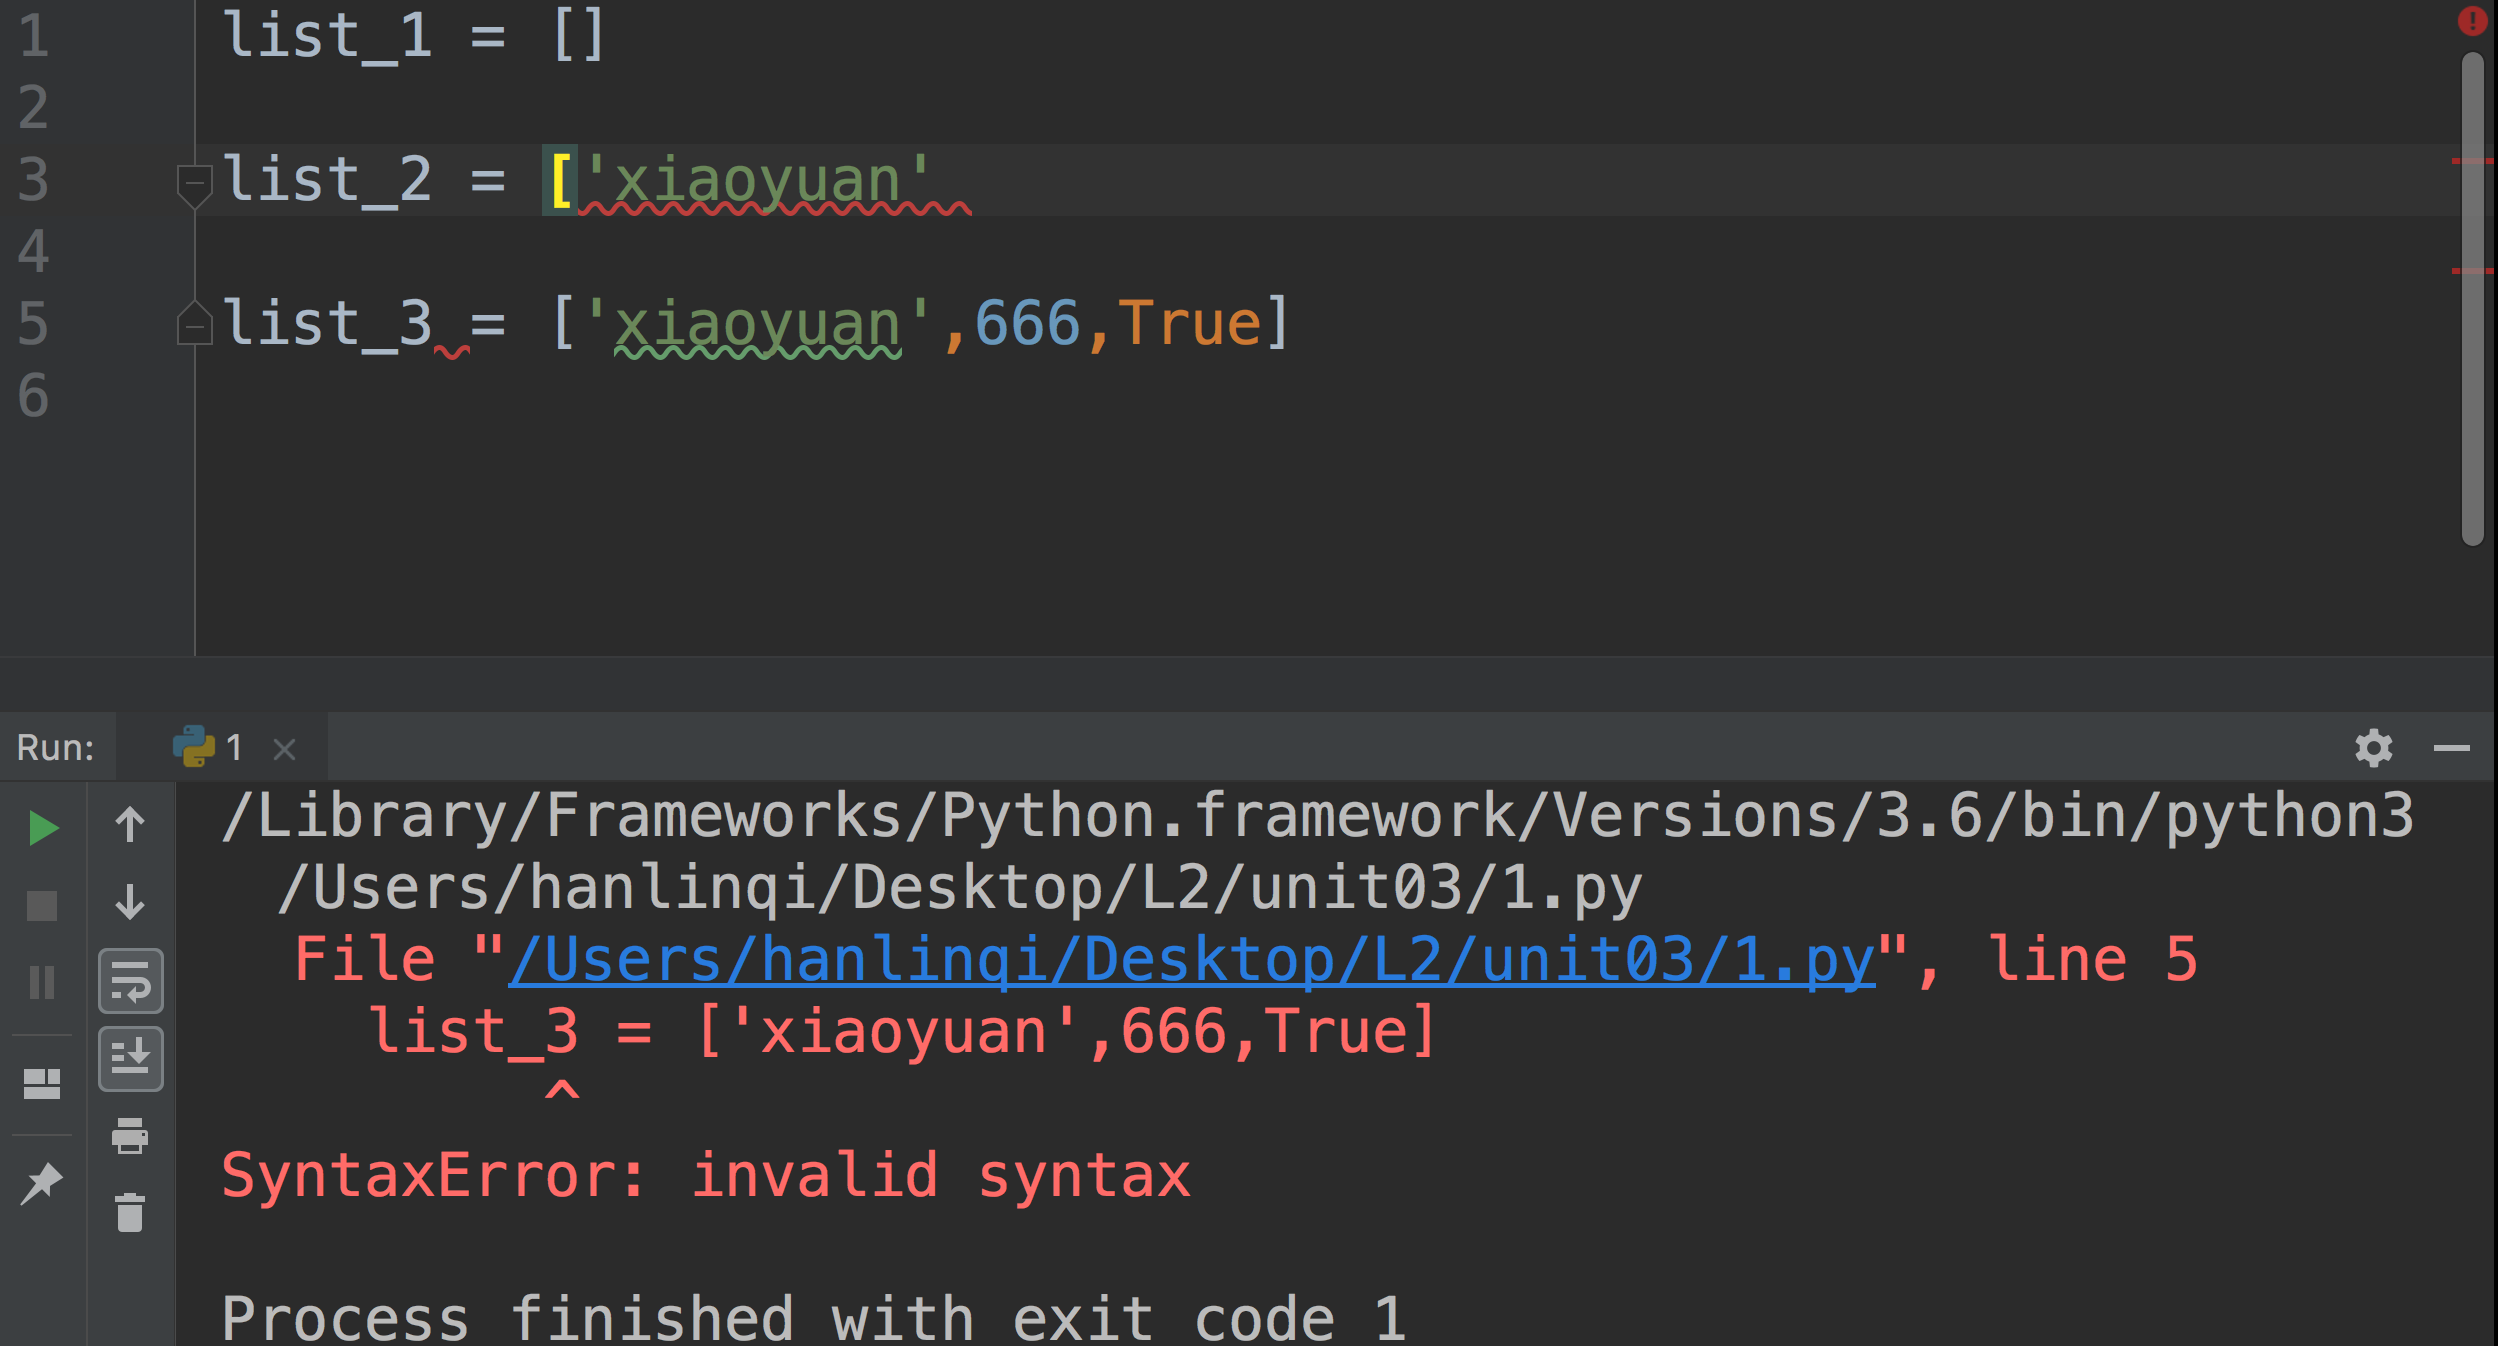 1 list_1 = []
2
3 list_2 = ['xiaoyuan'
4
5 list_3 = ['xiaoyuan',666,True]
6
Run: 1
/Library/Frameworks/Python.framework/Versions/3.6/bin/python3
/Users/hanlinqi/Desktop/L2/unit03/1.py
File "/Users/hanlinqi/Desktop/L2/unit03/1.py", line 5
list_3 = ['xiaoyuan',666,True]
^
SyntaxError: invalid syntax
Process finished with exit code 1